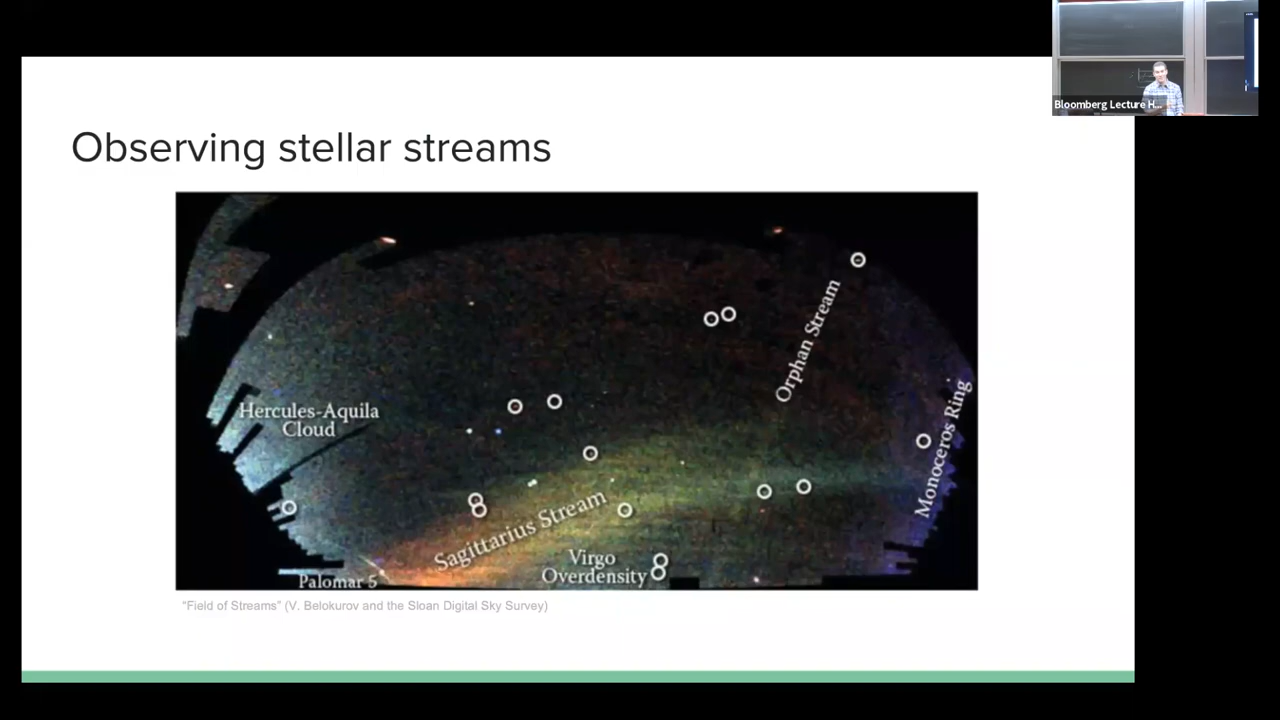 Bloomberg Lecture H...
Observing stellar streams
Orphan Stream
Hercules-Aquila
Cloud
Monoceros Ring
Sagittarius Stream
Virgo
Overdensity
Palomar 5
"Field of Streams" (V. Belokurov and the Sloan Digital Sky Survey)